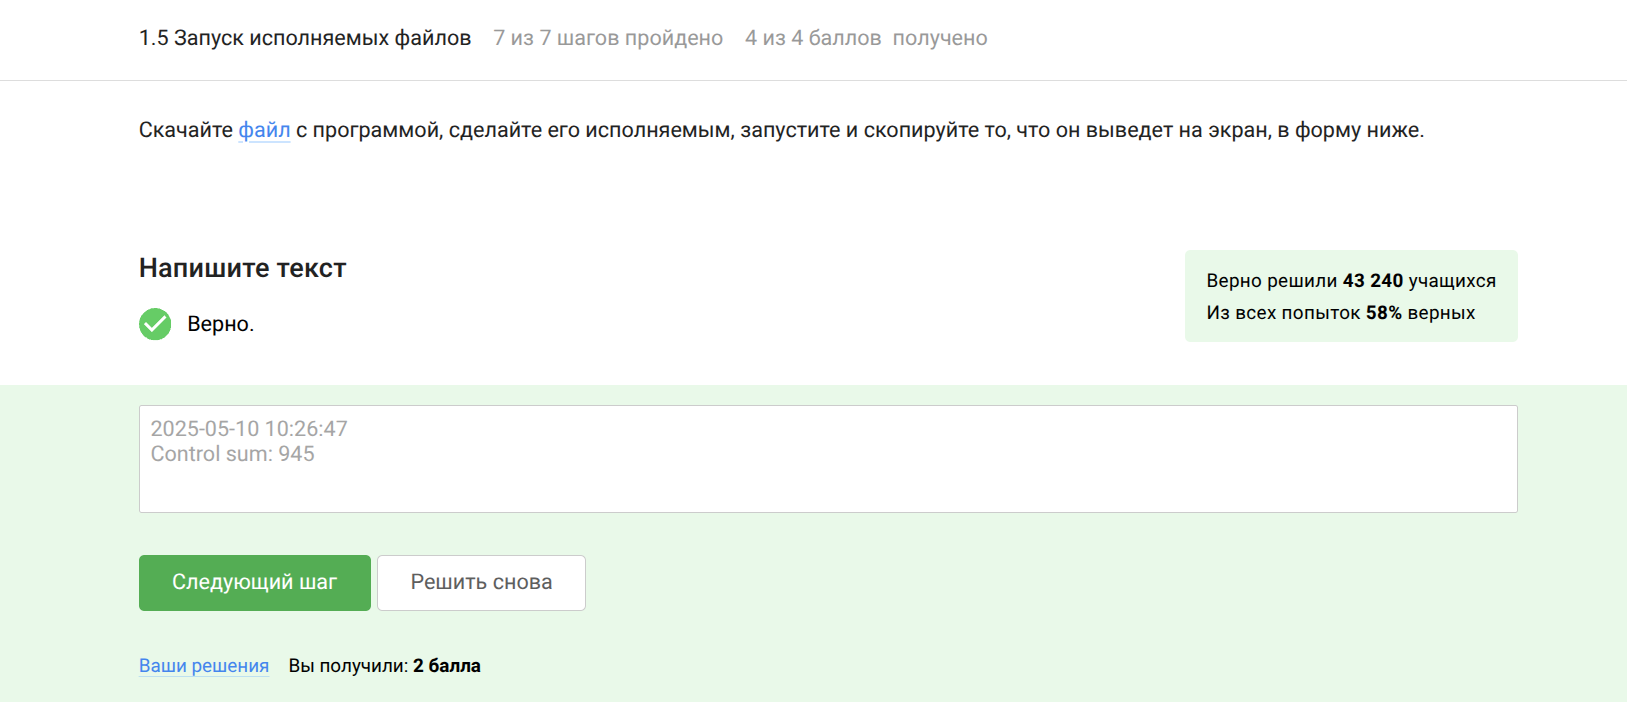 1.5 Запуск исполняемых файлов 7 из 7 шагов пройдено 4 из 4 баллов получено
Скачайте файл с программой, сделайте его исполняемым, запустите и скопируйте то, что он выведет на экран, в форму ниже.
Напишите текст
Верно.
Верно решили 43 240 учащихся
Из всех попыток 58% верных
2025-05-10 10:26:47
Control sum: 945
Следующий шаг Решить снова
Ваши решения Вы получили: 2 балла